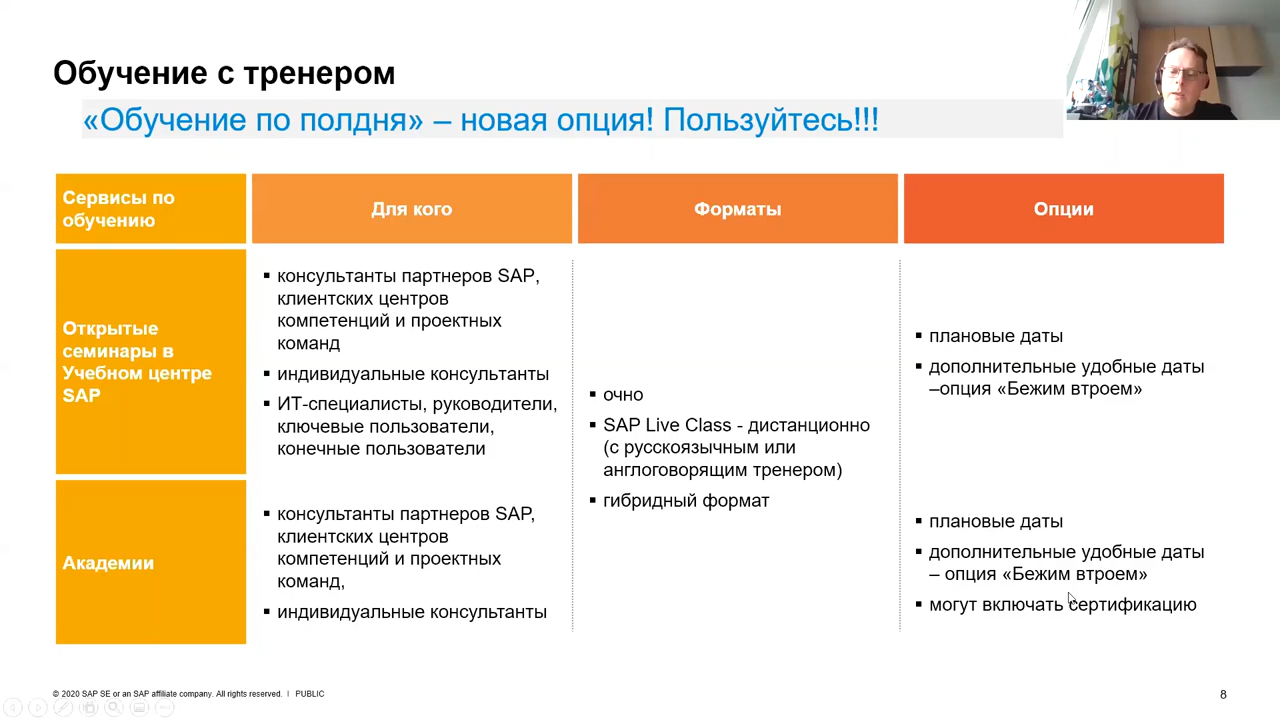 Обучение с тренером
«Обучение по полдня» – новая опция! Пользуйтесь!!!
Сервисы по
обучению
Для кого
Форматы
Опции
Открытые
семинары в
Учебном центре
SAP
▪ консультанты партнеров SAP,
клиентских центров
компетенций и проектных
команд
▪ индивидуальные консультанты
▪ ИТ-специалисты, руководители,
ключевые пользователи,
конечные пользователи
▪ очно
▪ SAP Live Class - дистанционно
(с русскоязычным или
англоговорящим тренером)
▪ гибридный формат
▪ плановые даты
▪ дополнительные удобные даты
–опция «Бежим втроем»
Академии
▪ консультанты партнеров SAP,
клиентских центров
компетенций и проектных
команд,
▪ индивидуальные консультанты
▪ плановые даты
▪ дополнительные удобные даты
– опция «Бежим втроем»
▪ могут включать сертификацию
© 2020 SAP SE or an SAP affiliate company. All rights reserved. | PUBLIC
8